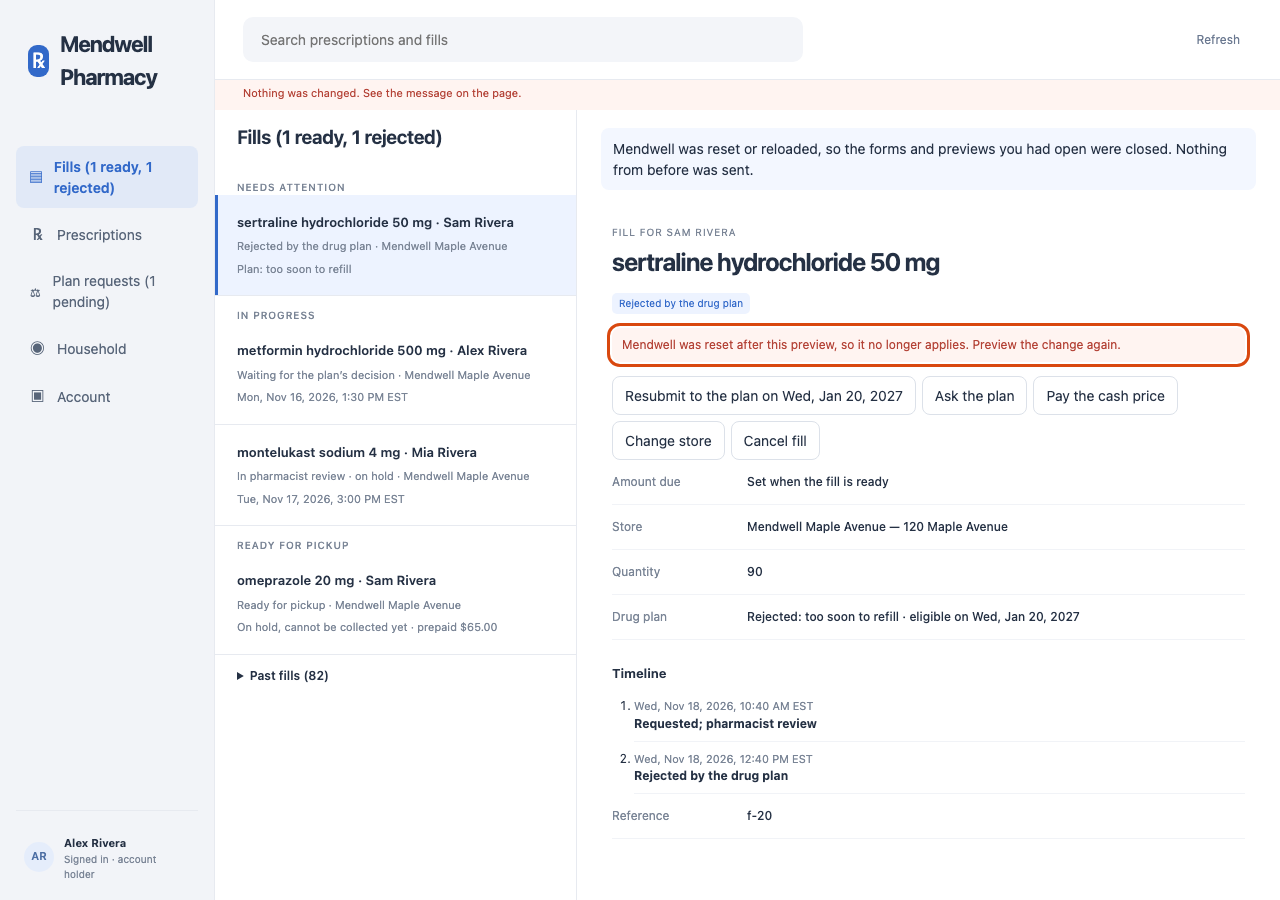 ℞ Mendwell
Pharmacy
Fills (1 ready, 1
rejected)
℞ Prescriptions
Plan requests (1
pending)
Household
Account
AR
Alex Rivera
Signed in · account
holder
Search prescriptions and fills
Refresh
Nothing was changed. See the message on the page.
Fills (1 ready, 1 rejected)
NEEDS ATTENTION
sertraline hydrochloride 50 mg · Sam Rivera
Rejected by the drug plan · Mendwell Maple Avenue
Plan: too soon to refill
IN PROGRESS
metformin hydrochloride 500 mg · Alex Rivera
Waiting for the plan’s decision · Mendwell Maple Avenue
Mon, Nov 16, 2026, 1:30 PM EST
montelukast sodium 4 mg · Mia Rivera
In pharmacist review · on hold · Mendwell Maple Avenue
Tue, Nov 17, 2026, 3:00 PM EST
READY FOR PICKUP
omeprazole 20 mg · Sam Rivera
Ready for pickup · Mendwell Maple Avenue
On hold, cannot be collected yet · prepaid $65.00
Past fills (82)
Mendwell was reset or reloaded, so the forms and previews you had open were closed. Nothing
from before was sent.
FILL FOR SAM RIVERA
sertraline hydrochloride 50 mg
Rejected by the drug plan
Mendwell was reset after this preview, so it no longer applies. Preview the change again.
Resubmit to the plan on Wed, Jan 20, 2027
Ask the plan
Pay the cash price
Change store
Cancel fill
Amount due Set when the fill is ready
Store Mendwell Maple Avenue — 120 Maple Avenue
Quantity 90
Drug plan Rejected: too soon to refill · eligible on Wed, Jan 20, 2027
Timeline
1. Wed, Nov 18, 2026, 10:40 AM EST
Requested; pharmacist review
2. Wed, Nov 18, 2026, 12:40 PM EST
Rejected by the drug plan
Reference f-20